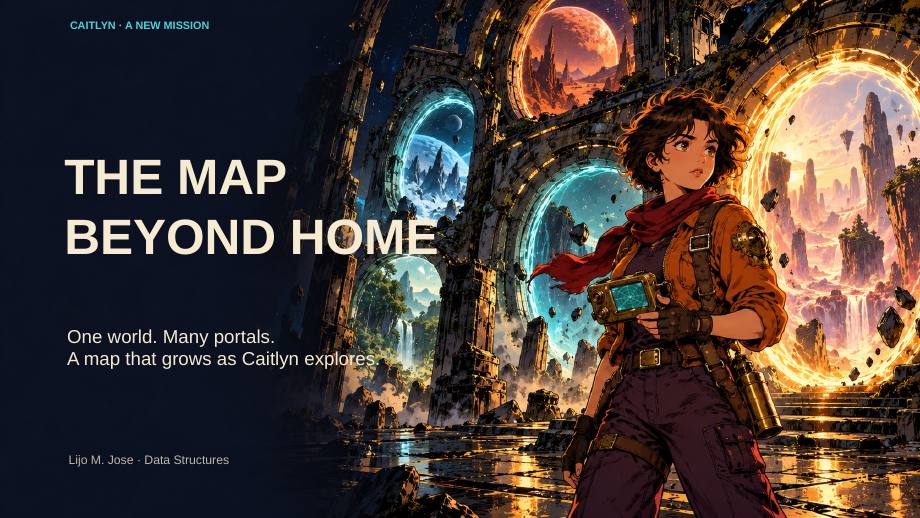 CAITLYN · A NEW MISSION
THE MAP
BEYOND HOME
One world. Many portals.
A map that grows as Caitlyn explores.
Lijo M. Jose · Data Structures